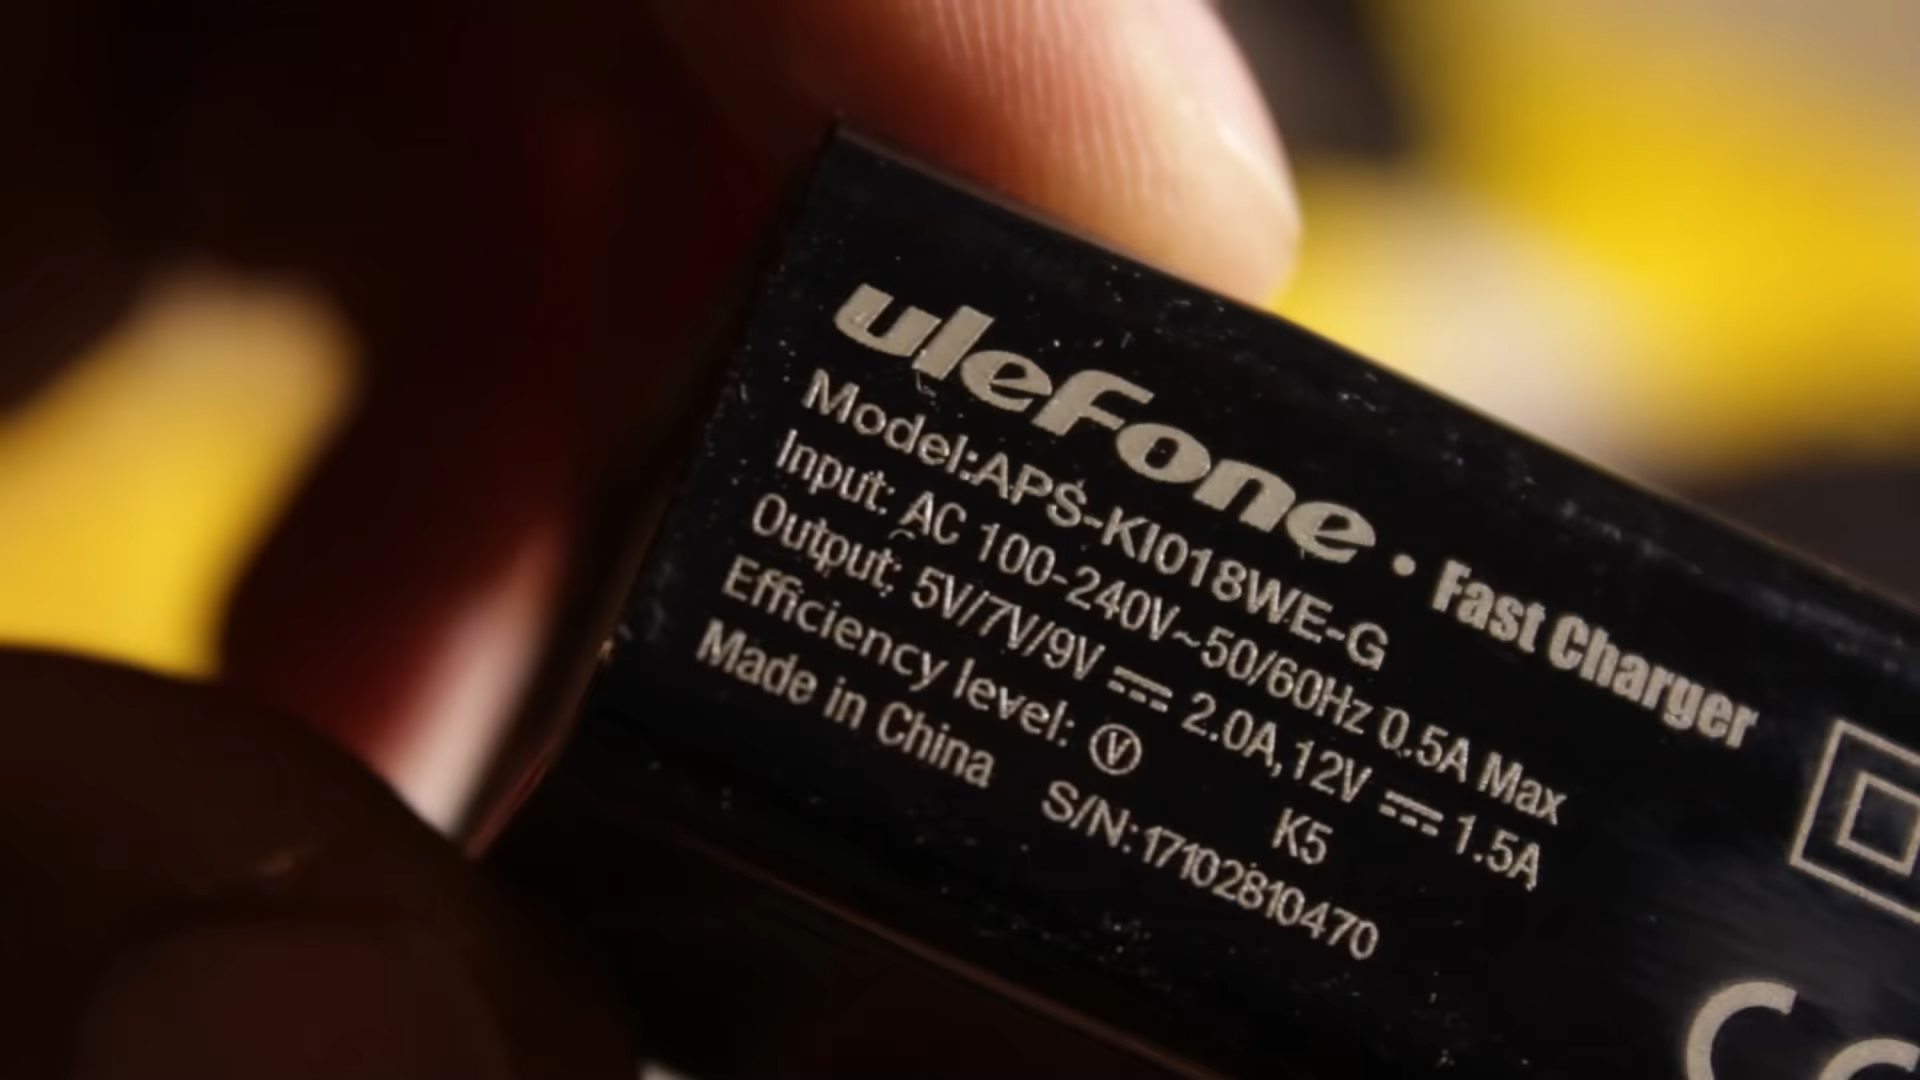 ulefone • Fast Charger
Model:APS-KI018WE-G
Input: AC 100-240V~50/60Hz 0.5A Max
Output: 5V/7V/9V ⎓ 2.0A,12V ⎓ 1.5A
Efficiency level: Ⓥ K5
Made in China S/N:17102810470
CE